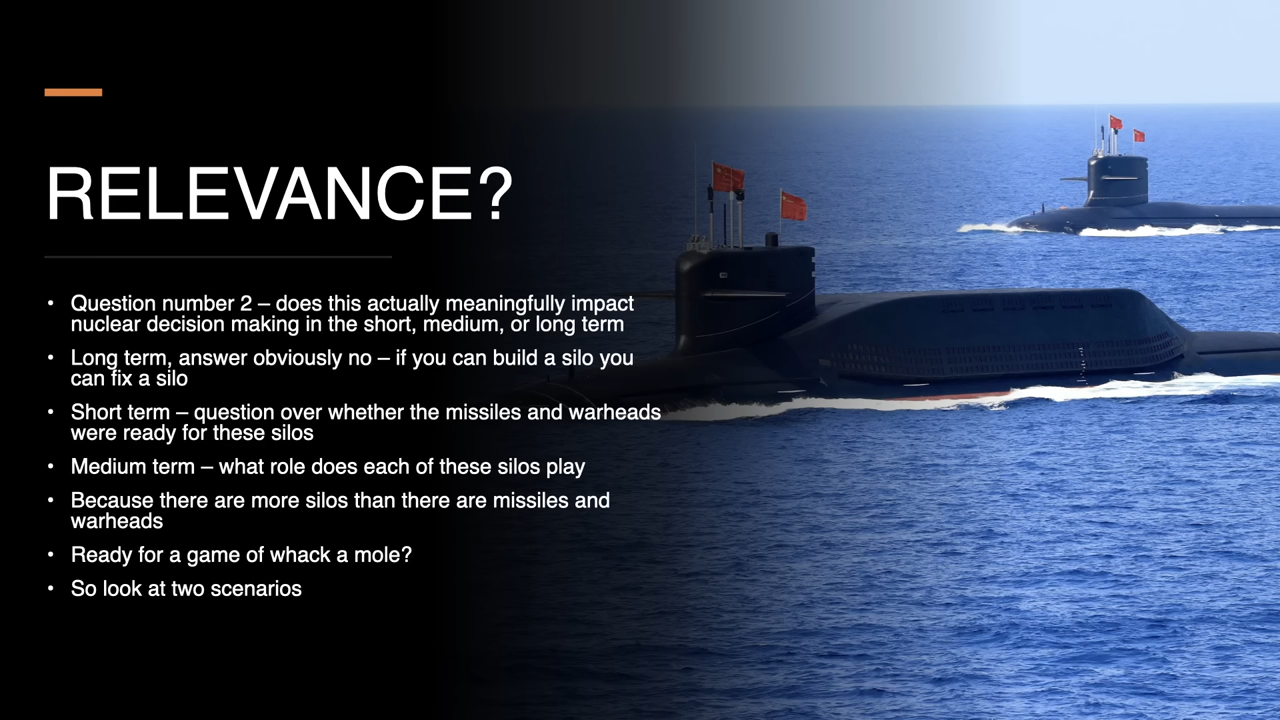 RELEVANCE?
• Question number 2 – does this actually meaningfully impact
nuclear decision making in the short, medium, or long term
• Long term, answer obviously no – if you can build a silo you
can fix a silo
• Short term – question over whether the missiles and warheads
were ready for these silos
• Medium term – what role does each of these silos play
• Because there are more silos than there are missiles and
warheads
• Ready for a game of whack a mole?
• So look at two scenarios